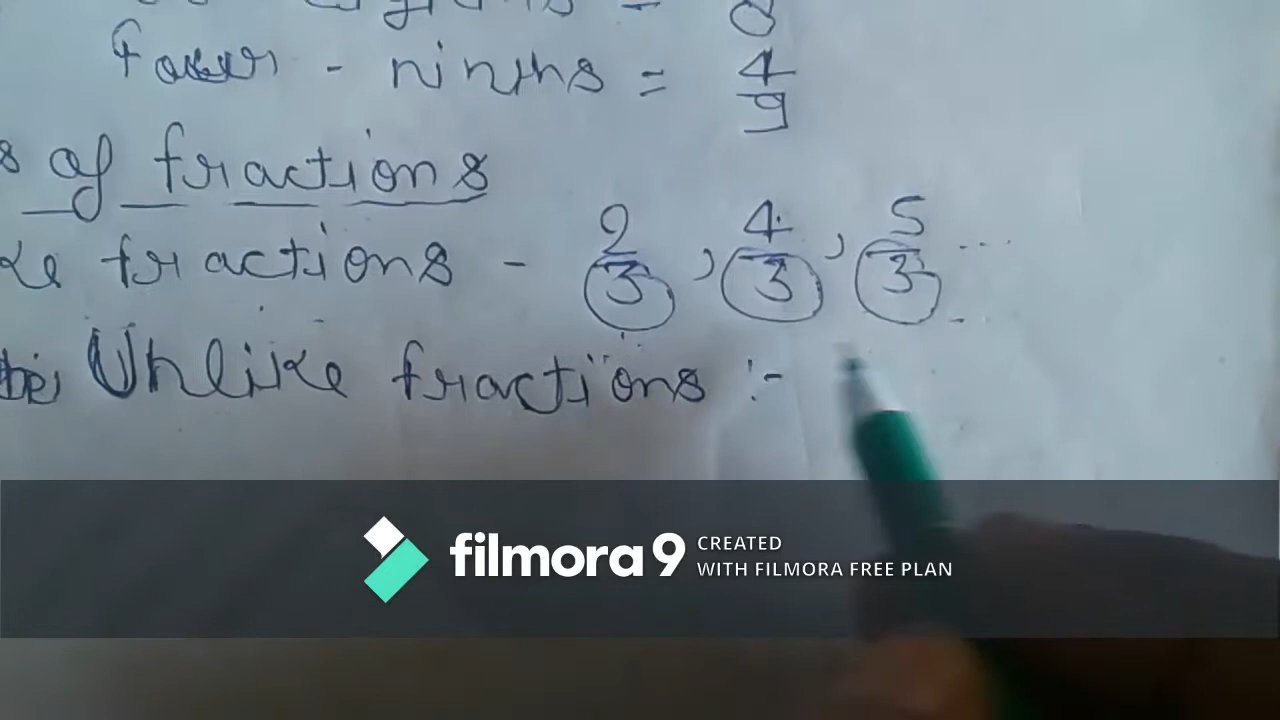 Four - ninths = 4/9
of fractions
fractions - 2/3, 4/3, 5/3 ...
Unlike fractions :-
filmora 9 CREATED
WITH FILMORA FREE PLAN